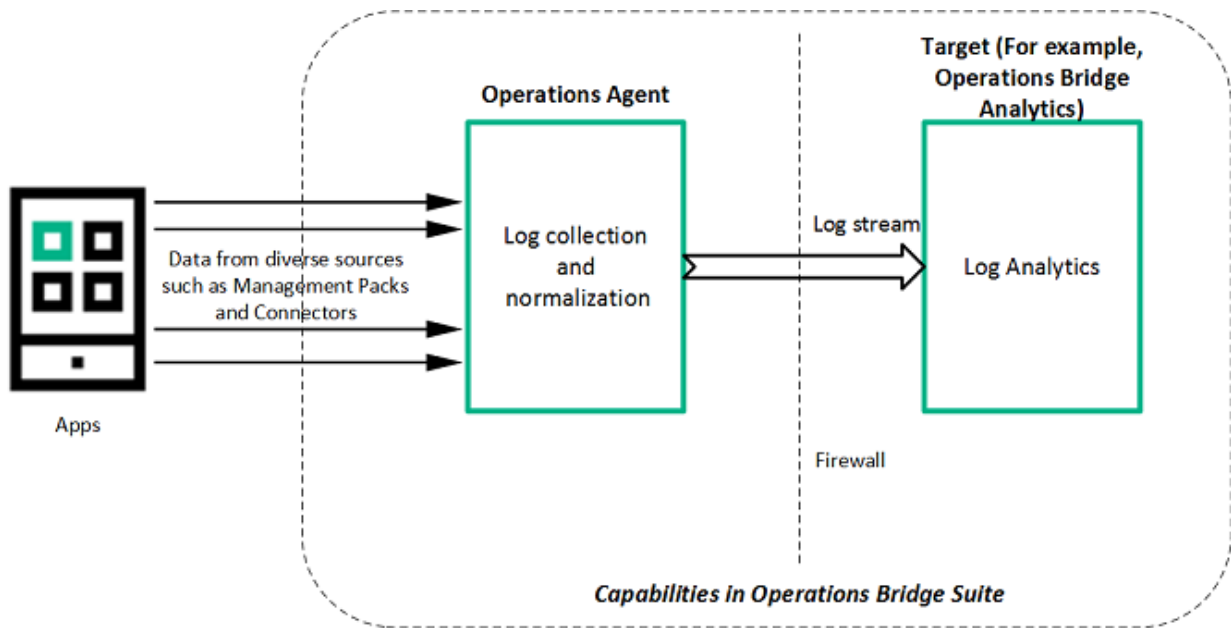 Target (For example,
Operations Bridge
Analytics)
Operations Agent
Data from diverse sources
such as Management Packs
and Connectors
Apps
Log collection
and
normalization
Log stream
Log Analytics
Firewall
Capabilities in Operations Bridge Suite